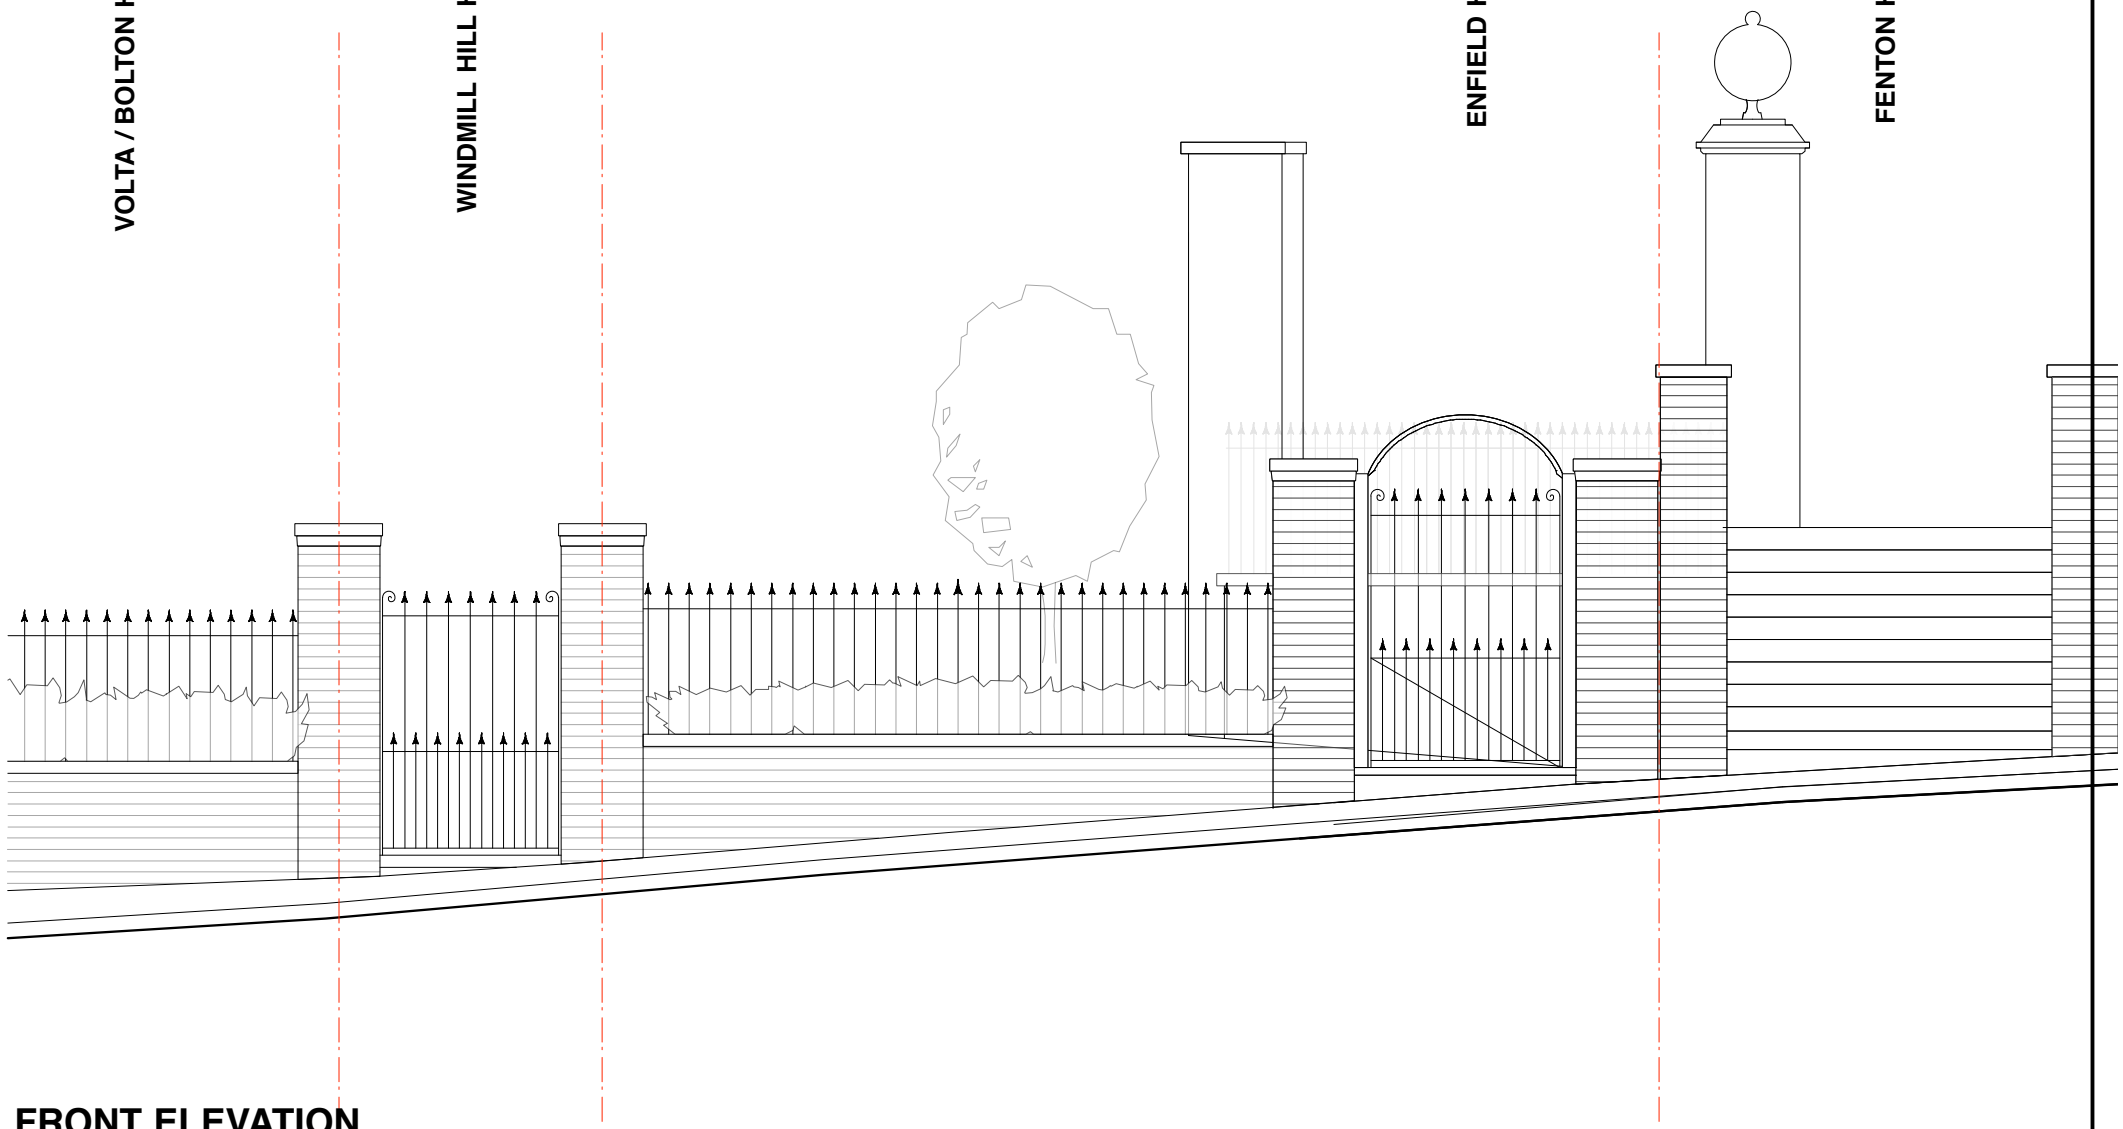 VOLTA / BOLTON
WINDMILL HILL
ENFIELD
FENTON
FRONT ELEVATION